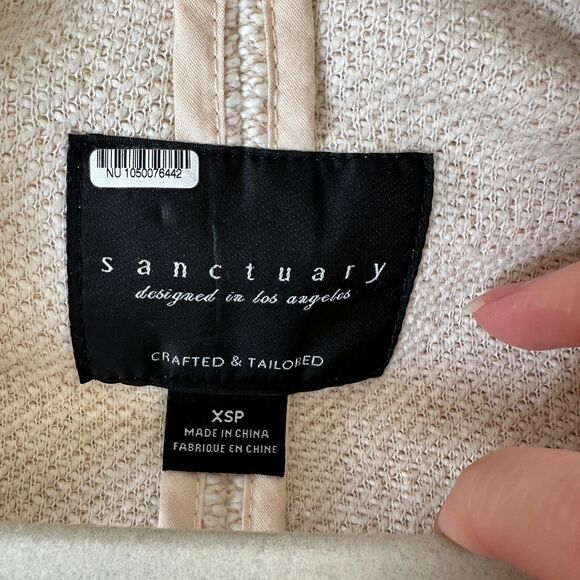 NU 1050076442
sanctuary
designed in los angeles
CRAFTED & TAILORED
XSP
MADE IN CHINA
FABRIQUE EN CHINE